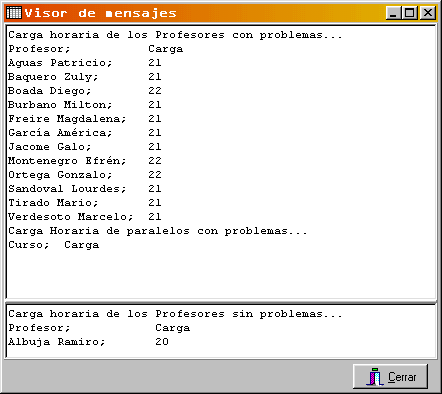 Visor de mensajes
Carga horaria de los Profesores con problemas...
Profesor; Carga
Aguas Patricio; 21
Baquero Zuly; 21
Boada Diego; 22
Burbano Milton; 21
Freire Magdalena; 21
García América; 21
Jacome Galo; 21
Montenegro Efrén; 22
Ortega Gonzalo; 22
Sandoval Lourdes; 21
Tirado Mario; 21
Verdesoto Marcelo; 21
Carga Horaria de paralelos con problemas...
Curso; Carga
Carga horaria de los Profesores sin problemas...
Profesor; Carga
Albuja Ramiro; 20
Cerrar